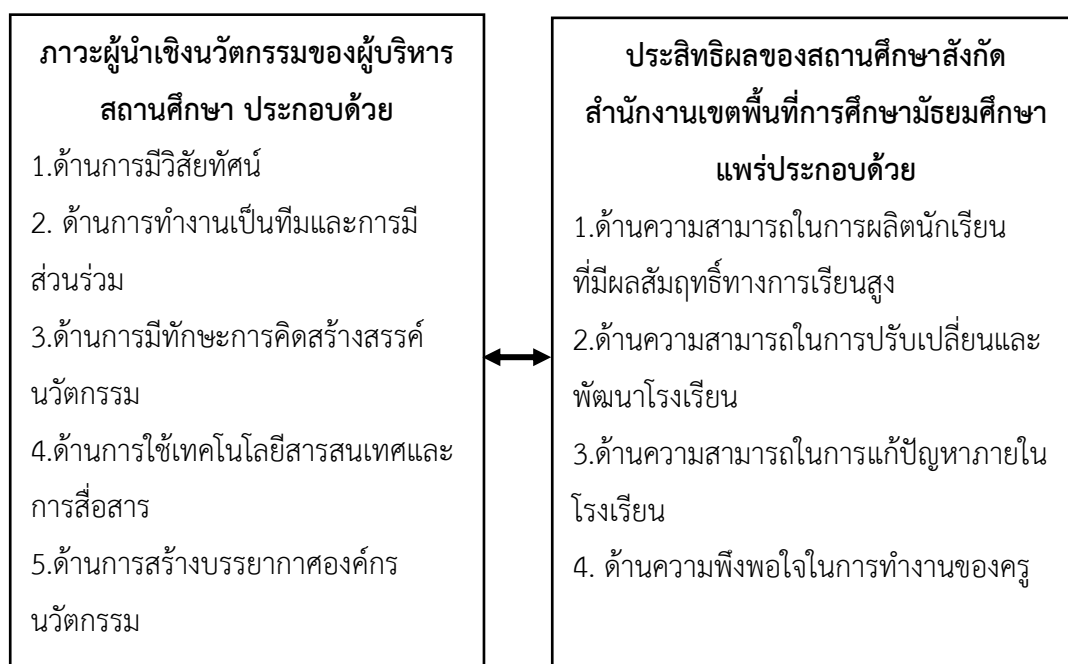 ภาวะผู้นำเชิงนวัตกรรมของผู้บริหาร
สถานศึกษา ประกอบด้วย
1.ด้านการมีวิสัยทัศน์
2. ด้านการทำงานเป็นทีมและการมี
ส่วนร่วม
3.ด้านการมีทักษะการคิดสร้างสรรค์
นวัตกรรม
4.ด้านการใช้เทคโนโลยีสารสนเทศและ
การสื่อสาร
5.ด้านการสร้างบรรยากาศองค์กร
นวัตกรรม
ประสิทธิผลของสถานศึกษาสังกัด
สำนักงานเขตพื้นที่การศึกษามัธยมศึกษา
แพร่ประกอบด้วย
1.ด้านความสามารถในการผลิตนักเรียน
ที่มีผลสัมฤทธิ์ทางการเรียนสูง
2.ด้านความสามารถในการปรับเปลี่ยนและ
พัฒนาโรงเรียน
3.ด้านความสามารถในการแก้ปัญหาภายใน
โรงเรียน
4. ด้านความพึงพอใจในการทำงานของครู